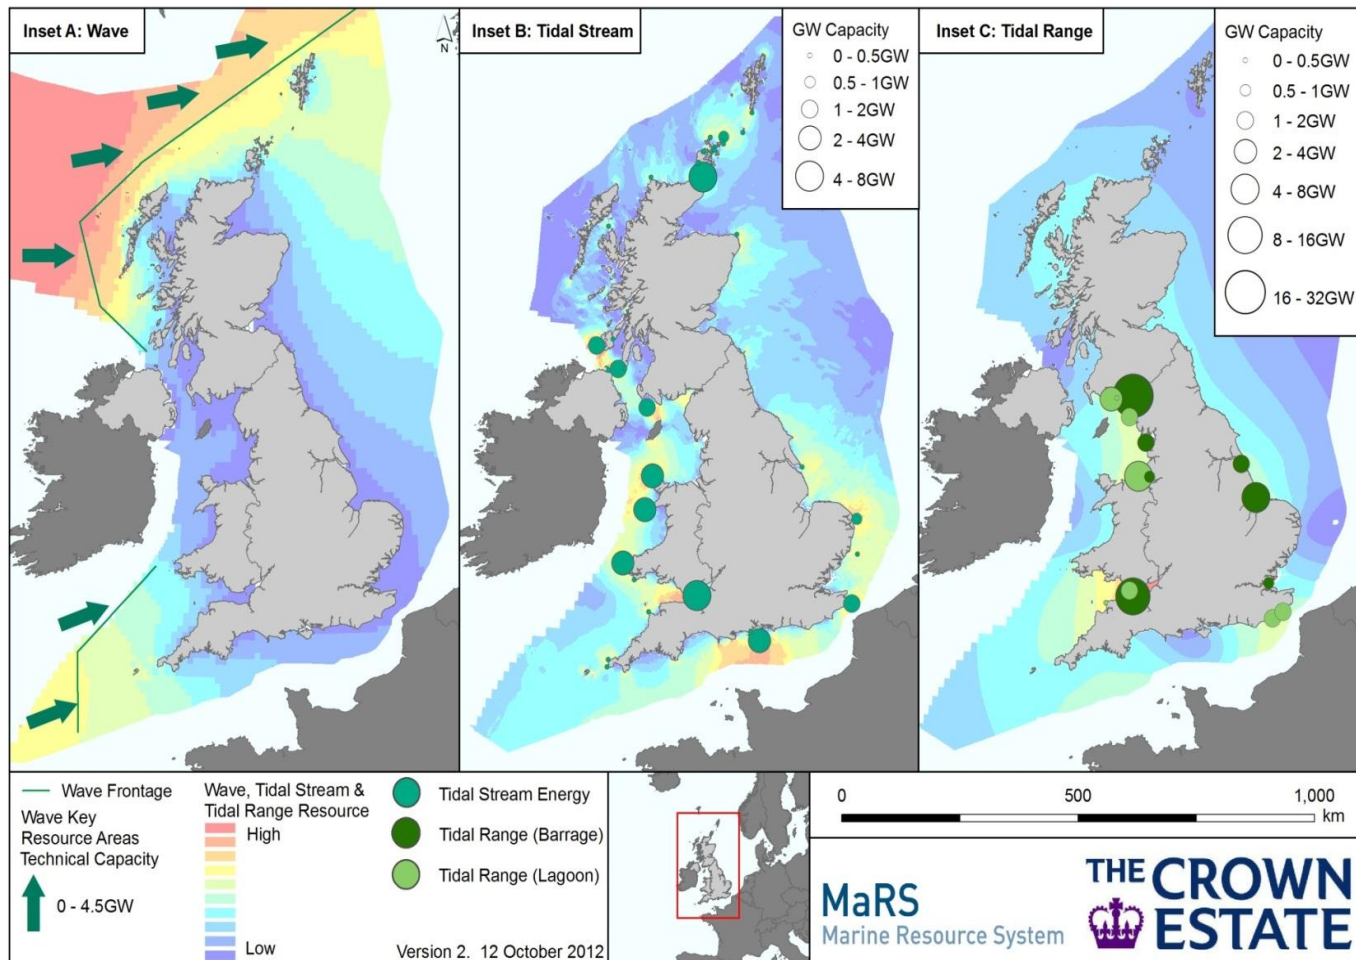 Inset A: Wave
N
Inset B: Tidal Stream
GW Capacity
0 - 0.5GW
0.5 - 1GW
1 - 2GW
2 - 4GW
4 - 8GW
Inset C: Tidal Range
GW Capacity
0 - 0.5GW
0.5 - 1GW
1 - 2GW
2 - 4GW
4 - 8GW
8 - 16GW
16 - 32GW
Wave Frontage
Wave Key
Resource Areas
Technical Capacity
0 - 4.5GW
Wave, Tidal Stream &
Tidal Range Resource
High
Low
Tidal Stream Energy
Tidal Range (Barrage)
Tidal Range (Lagoon)
Version 2. 12 October 2012
0 500 1,000
km
MaRS
Marine Resource System
THE CROWN
ESTATE